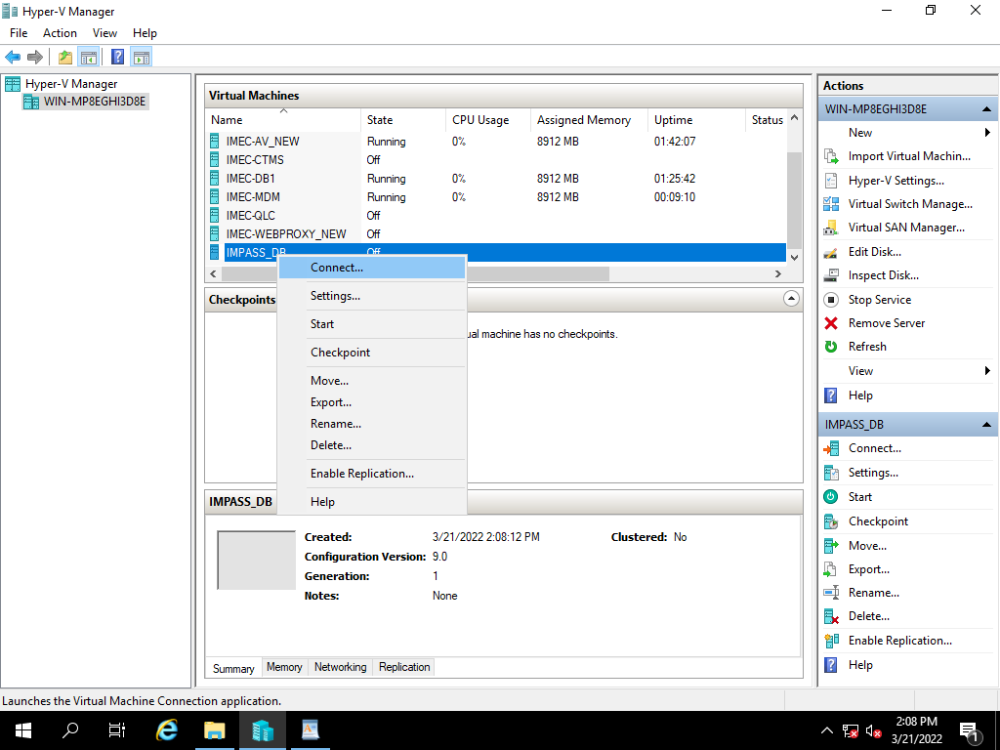 Hyper-V Manager
File Action View Help
Hyper-V Manager
WIN-MP8EGHI3D8E
Virtual Machines
Name State CPU Usage Assigned Memory Uptime Status
IMEC-AV_NEW Running 0% 8912 MB 01:42:07
IMEC-CTMS Off
IMEC-DB1 Running 0% 8912 MB 01:25:42
IMEC-MDM Running 0% 8912 MB 00:09:10
IMEC-QLC Off
IMEC-WEBPROXY_NEW Off
IMPASS_DB Off
Connect...
Settings...
Start
Checkpoint
Move...
Export...
Rename...
Delete...
Enable Replication...
Help
Checkpoints
machine has no checkpoints.
IMPASS_DB
Created: 3/21/2022 2:08:12 PM Clustered: No
Configuration Version: 9.0
Generation: 1
Notes: None
Summary Memory Networking Replication
Actions
WIN-MP8EGHI3D8E
New
Import Virtual Machin...
Hyper-V Settings...
Virtual Switch Manage...
Virtual SAN Manager...
Edit Disk...
Inspect Disk...
Stop Service
Remove Server
Refresh
View
Help
IMPASS_DB
Connect...
Settings...
Start
Checkpoint
Move...
Export...
Rename...
Delete...
Enable Replication...
Help
Launches the Virtual Machine Connection application.
2:08 PM
3/21/2022
1